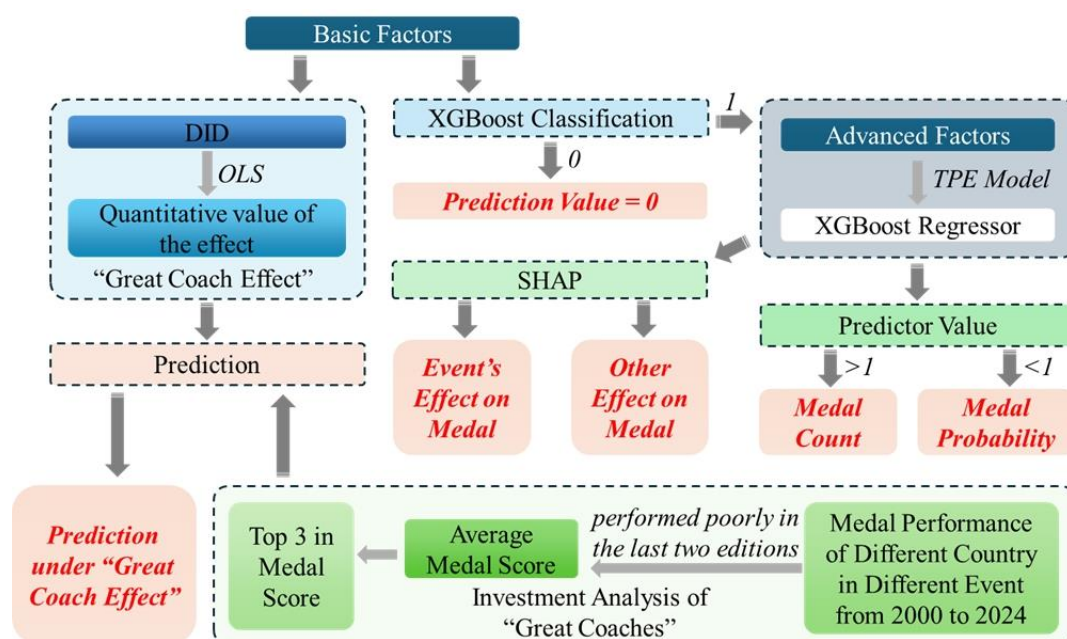 Basic Factors
DID
OLS
Quantitative value of
the effect
“Great Coach Effect”
Prediction
Prediction
under “Great
Coach Effect”
XGBoost Classification
1
0
Prediction Value = 0
SHAP
Event's
Effect on
Medal
Other
Effect on
Medal
Advanced Factors
TPE Model
XGBoost Regressor
Predictor Value
>1
<1
Medal
Count
Medal
Probability
Top 3 in
Medal
Score
Average
Medal Score
performed poorly in
the last two editions
Investment Analysis of
“Great Coaches”
Medal Performance
of Different Country
in Different Event
from 2000 to 2024